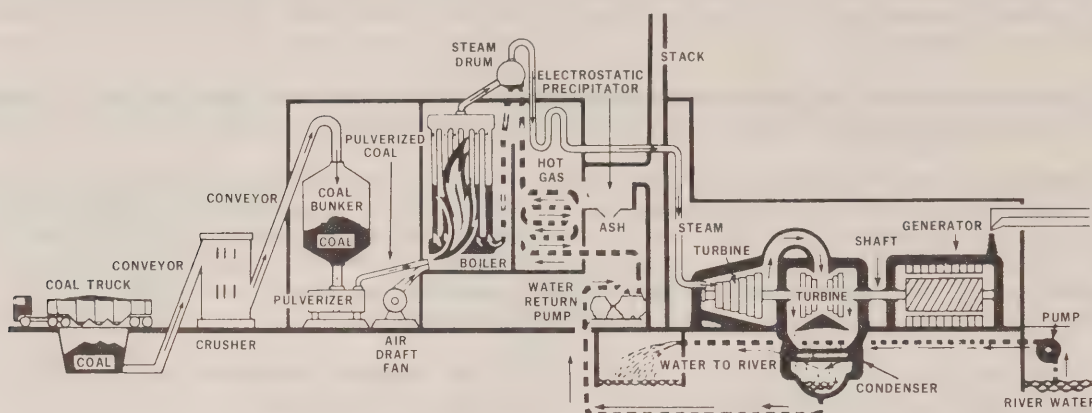 STEAM
DRUM
STACK
ELECTROSTATIC
PRECIPITATOR
PULVERIZED
COAL
CONVEYOR
COAL
BUNKER
COAL
HOT
GAS
ASH
CONVEYOR
STEAM
TURBINE
SHAFT
GENERATOR
COAL TRUCK
BOILER
PULVERIZER
WATER
RETURN
PUMP
TURBINE
PUMP
COAL
CRUSHER
AIR
DRAFT
FAN
WATER TO RIVER
CONDENSER
RIVER WATER